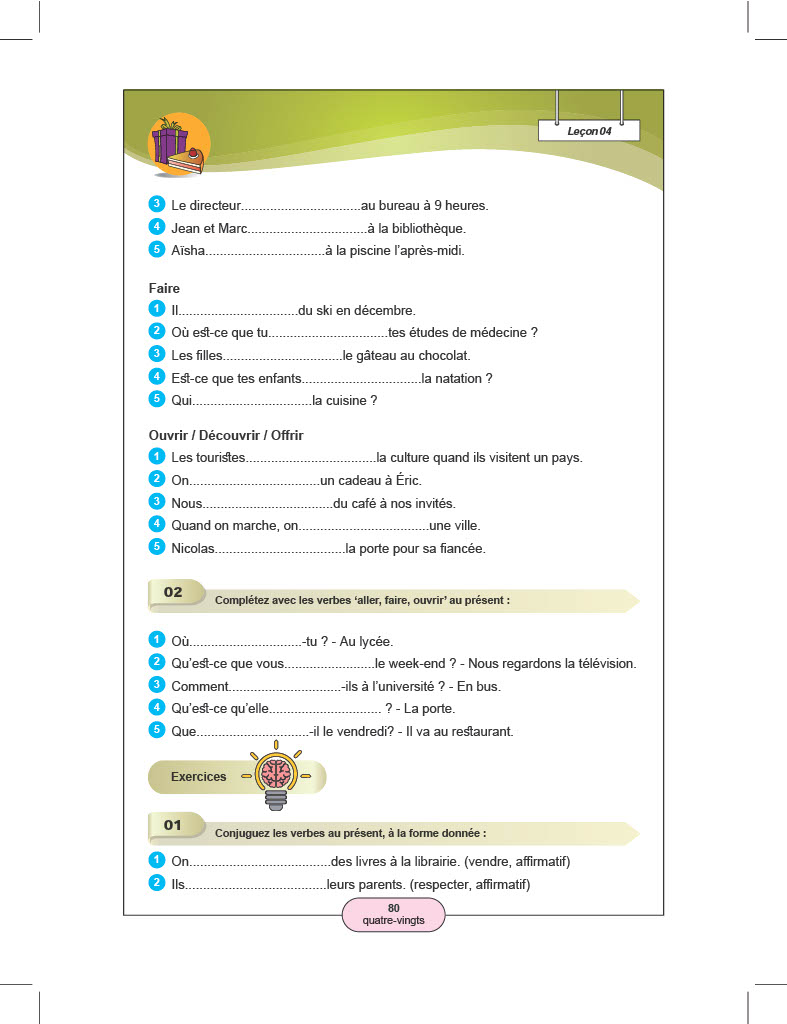 Leçon 04
3 Le directeur.................................au bureau à 9 heures.
4 Jean et Marc.................................à la bibliothèque.
5 Aïsha.................................à la piscine l’après-midi.
Faire
1 Il.................................du ski en décembre.
2 Où est-ce que tu.................................tes études de médecine ?
3 Les filles.................................le gâteau au chocolat.
4 Est-ce que tes enfants.................................la natation ?
5 Qui.................................la cuisine ?
Ouvrir / Découvrir / Offrir
1 Les touristes....................................la culture quand ils visitent un pays.
2 On....................................un cadeau à Éric.
3 Nous....................................du café à nos invités.
4 Quand on marche, on....................................une ville.
5 Nicolas....................................la porte pour sa fiancée.
02 Complétez avec les verbes ‘aller, faire, ouvrir’ au présent :
1 Où...............................-tu ? - Au lycée.
2 Qu’est-ce que vous.........................le week-end ? - Nous regardons la télévision.
3 Comment...............................-ils à l’université ? - En bus.
4 Qu’est-ce qu’elle............................... ? - La porte.
5 Que...............................-il le vendredi? - Il va au restaurant.
Exercices
01 Conjuguez les verbes au présent, à la forme donnée :
1 On.......................................des livres à la librairie. (vendre, affirmatif)
2 Ils.......................................leurs parents. (respecter, affirmatif)
80
quatre-vingts